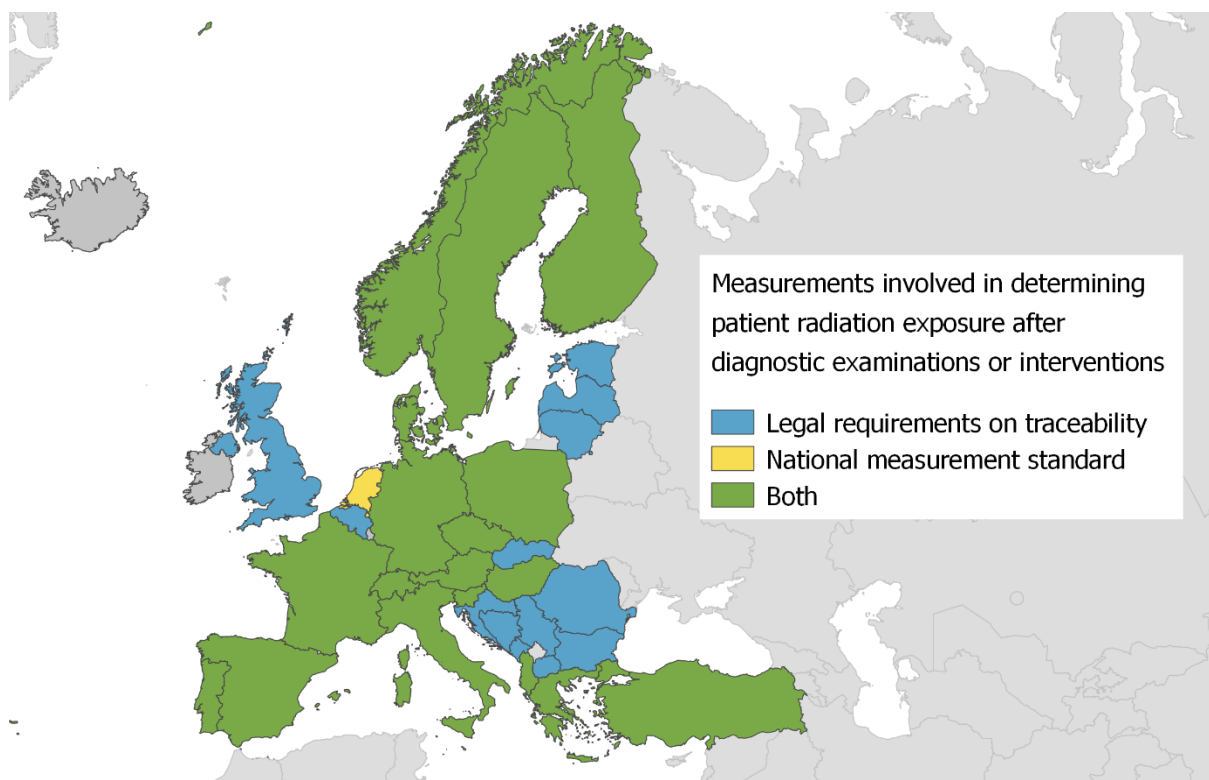 Measurements involved in determining
patient radiation exposure after
diagnostic examinations or interventions
Legal requirements on traceability
National measurement standard
Both